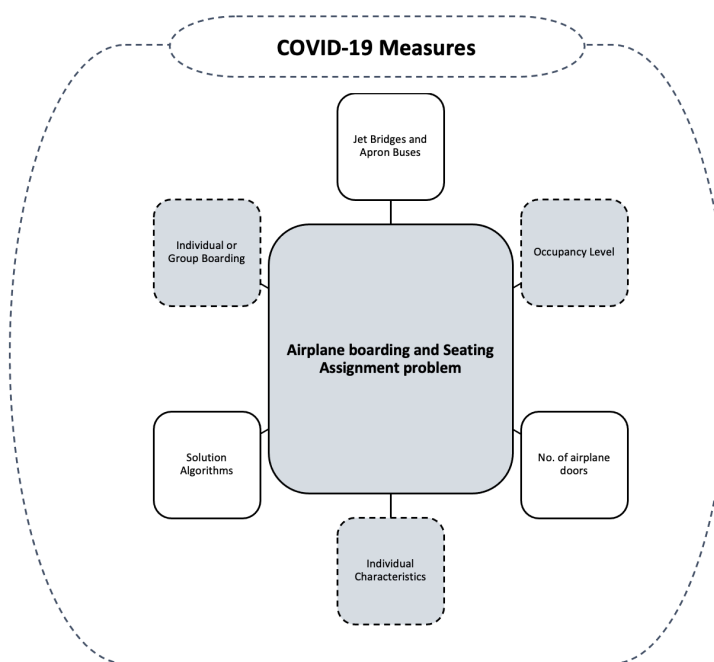 COVID-19 Measures
Jet Bridges and
Apron Buses
Individual or
Group Boarding
Occupancy Level
Airplane boarding and Seating
Assignment problem
Solution
Algorithms
No. of airplane
doors
Individual
Characteristics